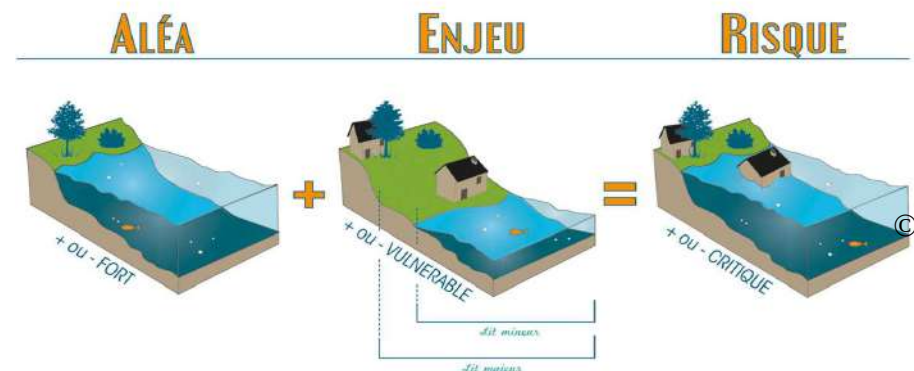 ALÉA
ENJEU
RISQUE
+
=
+ ou - FORT
+ ou - VULNERABLE
+ ou - CRITIQUE
©
Lit mineur
Lit majeur